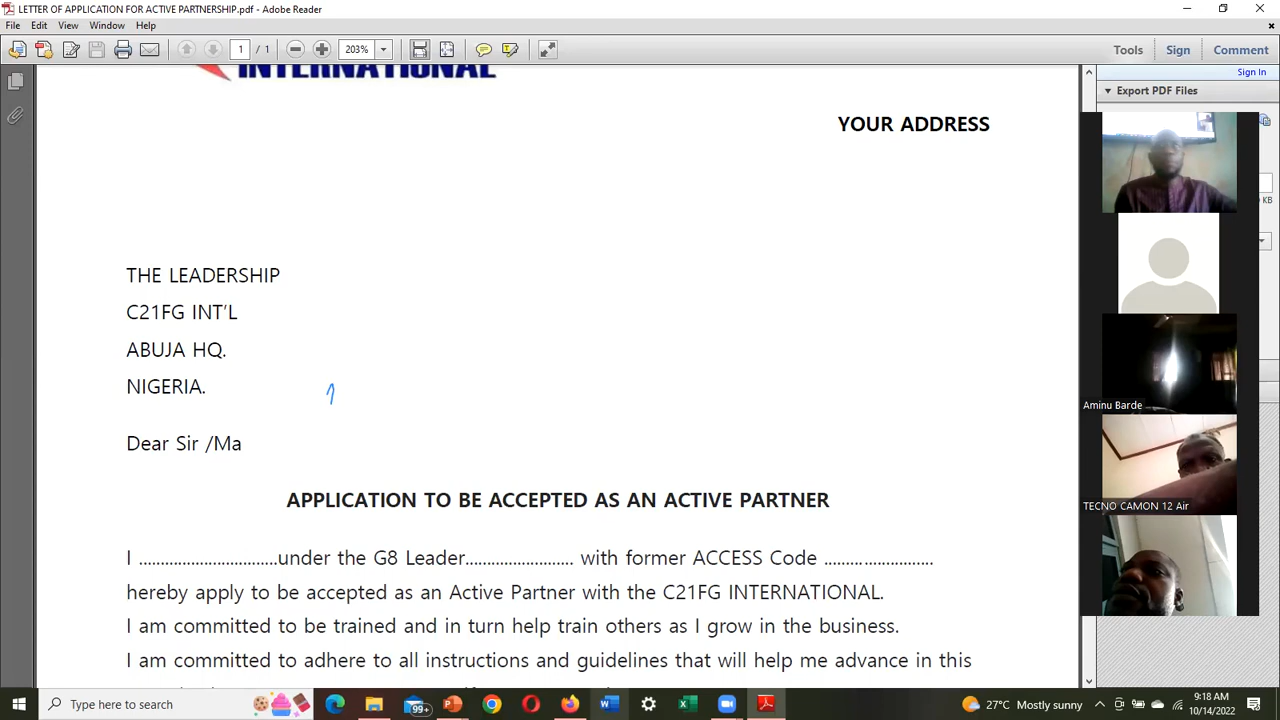 LETTER OF APPLICATION FOR ACTIVE PARTNERSHIP.pdf - Adobe Reader
File Edit View Window Help
1 / 1 203% Tools Sign Comment
Sign In
Export PDF Files
INTERNATIONAL
YOUR ADDRESS
KB
THE LEADERSHIP
C21FG INT'L
ABUJA HQ.
NIGERIA.
Aminu Barde
Dear Sir /Ma
APPLICATION TO BE ACCEPTED AS AN ACTIVE PARTNER
TECNO CAMON 12 Air
I ................................under the G8 Leader......................... with former ACCESS Code .........................
hereby apply to be accepted as an Active Partner with the C21FG INTERNATIONAL.
I am committed to be trained and in turn help train others as I grow in the business.
I am committed to adhere to all instructions and guidelines that will help me advance in this
Type here to search
99+
27°C Mostly sunny
9:18 AM
10/14/2022